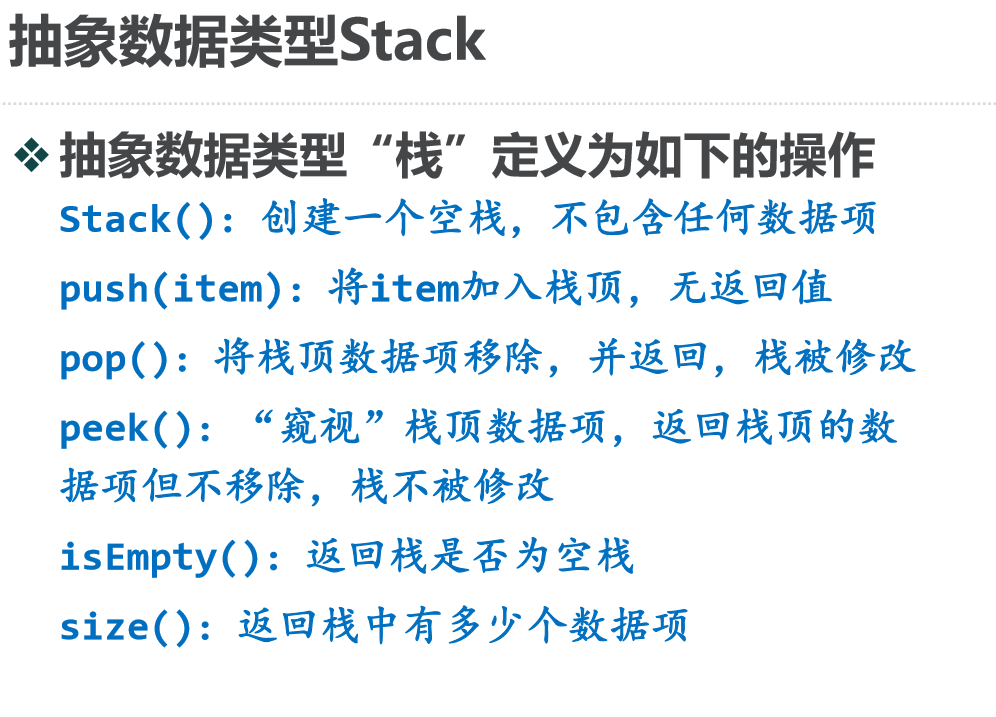 抽象数据类型Stack
抽象数据类型“栈”定义为如下的操作
Stack()：创建一个空栈，不包含任何数据项
push(item)：将item加入栈顶，无返回值
pop()：将栈顶数据项移除，并返回，栈被修改
peek()：“窥视”栈顶数据项，返回栈顶的数
据项但不移除，栈不被修改
isEmpty()：返回栈是否为空栈
size()：返回栈中有多少个数据项